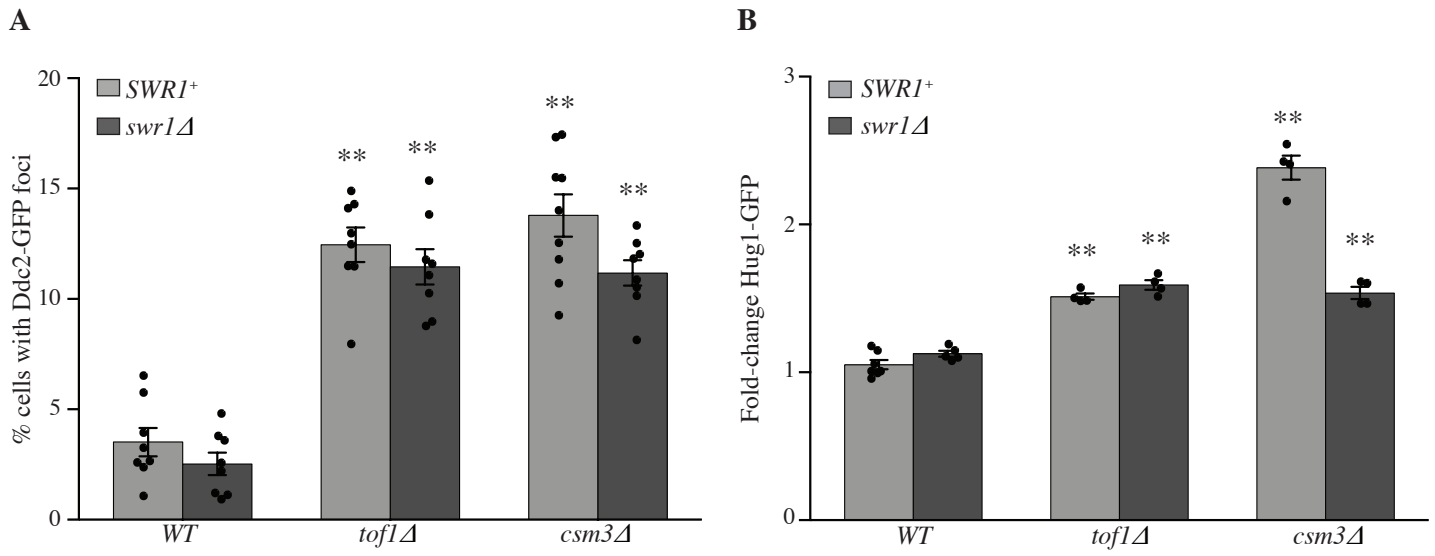 A
% cells with Ddc2-GFP foci
20
15
10
5
0
SWR1⁺
swr1Δ
**
**
**
**
WT
tof1Δ
csm3Δ
B
Fold-change Hug1-GFP
3
2
1
0
SWR1⁺
swr1Δ
**
**
**
**
WT
tof1Δ
csm3Δ